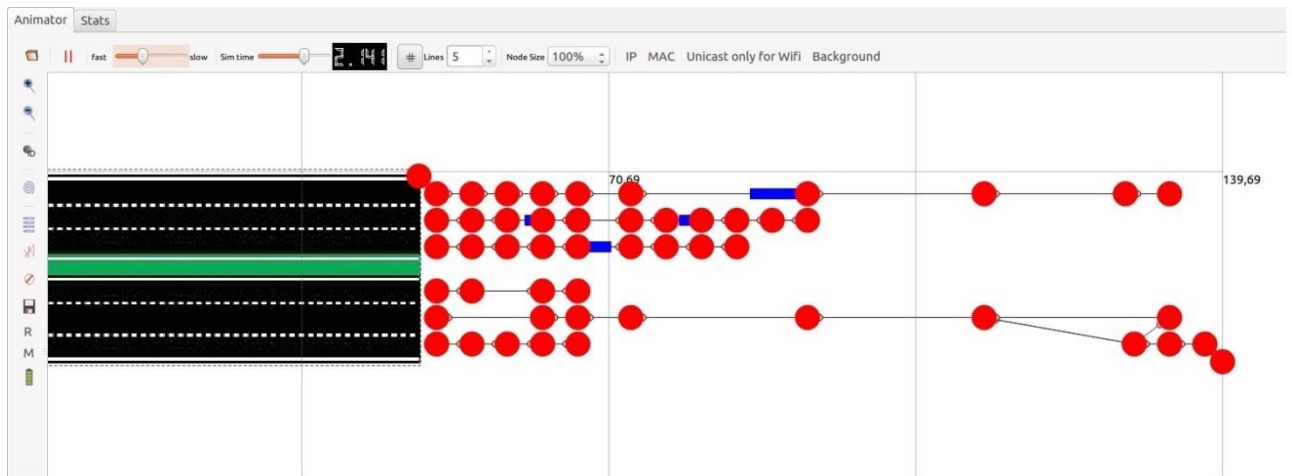 Animator Stats
fast slow Sim time 2.41 # Lines 5 Node Size 100% IP MAC Unicast only for Wifi Background
70,69
139,69
R
M